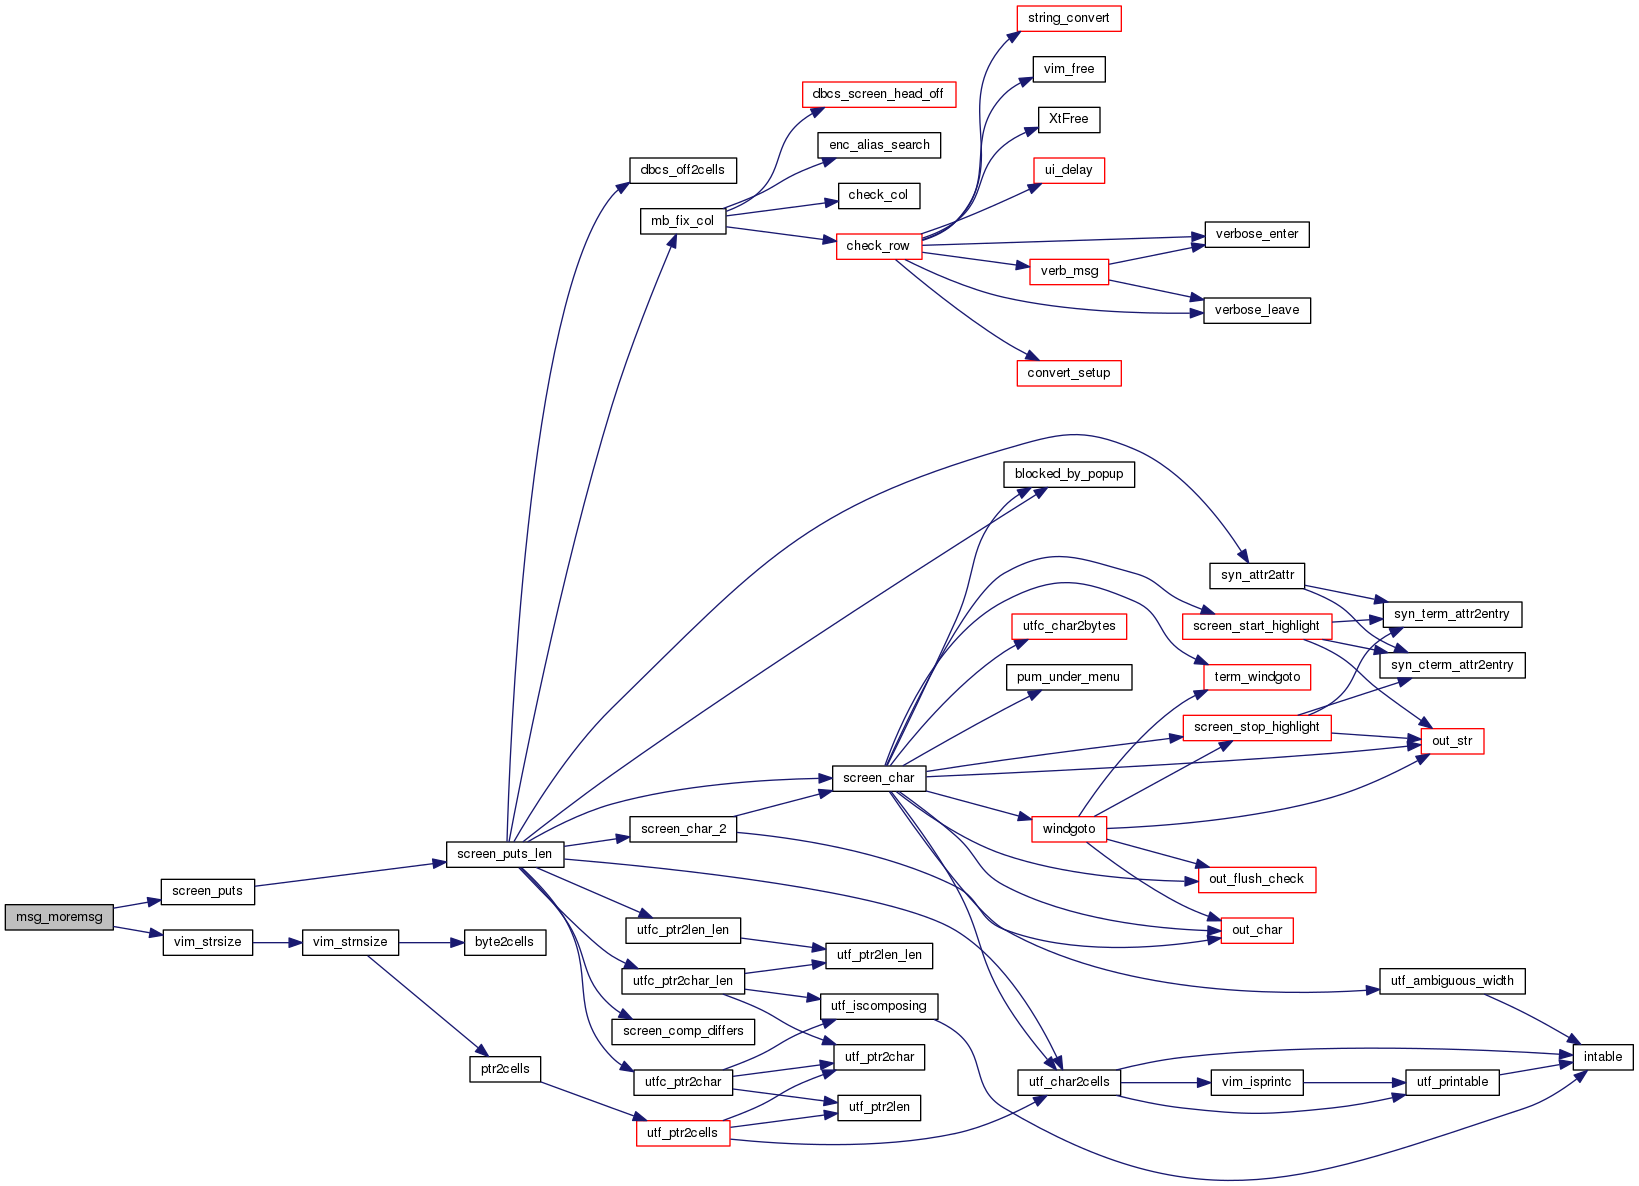 string_convert
vim_free
dbcs_screen_head_off
XtFree
enc_alias_search
dbcs_off2cells
ui_delay
check_col
mb_fix_col
verbose_enter
check_row
verb_msg
verbose_leave
convert_setup
blocked_by_popup
syn_attr2attr
syn_term_attr2entry
utfc_char2bytes
screen_start_highlight
syn_cterm_attr2entry
pum_under_menu
term_windgoto
screen_stop_highlight
out_str
screen_char
screen_char_2
windgoto
screen_puts_len
out_flush_check
screen_puts
msg_moremsg
utfc_ptr2len_len
out_char
vim_strsize
vim_strnsize
byte2cells
utf_ptr2len_len
utfc_ptr2char_len
utf_ambiguous_width
utf_iscomposing
screen_comp_differs
utf_ptr2char
intable
ptr2cells
utfc_ptr2char
utf_char2cells
vim_isprintc
utf_printable
utf_ptr2len
utf_ptr2cells